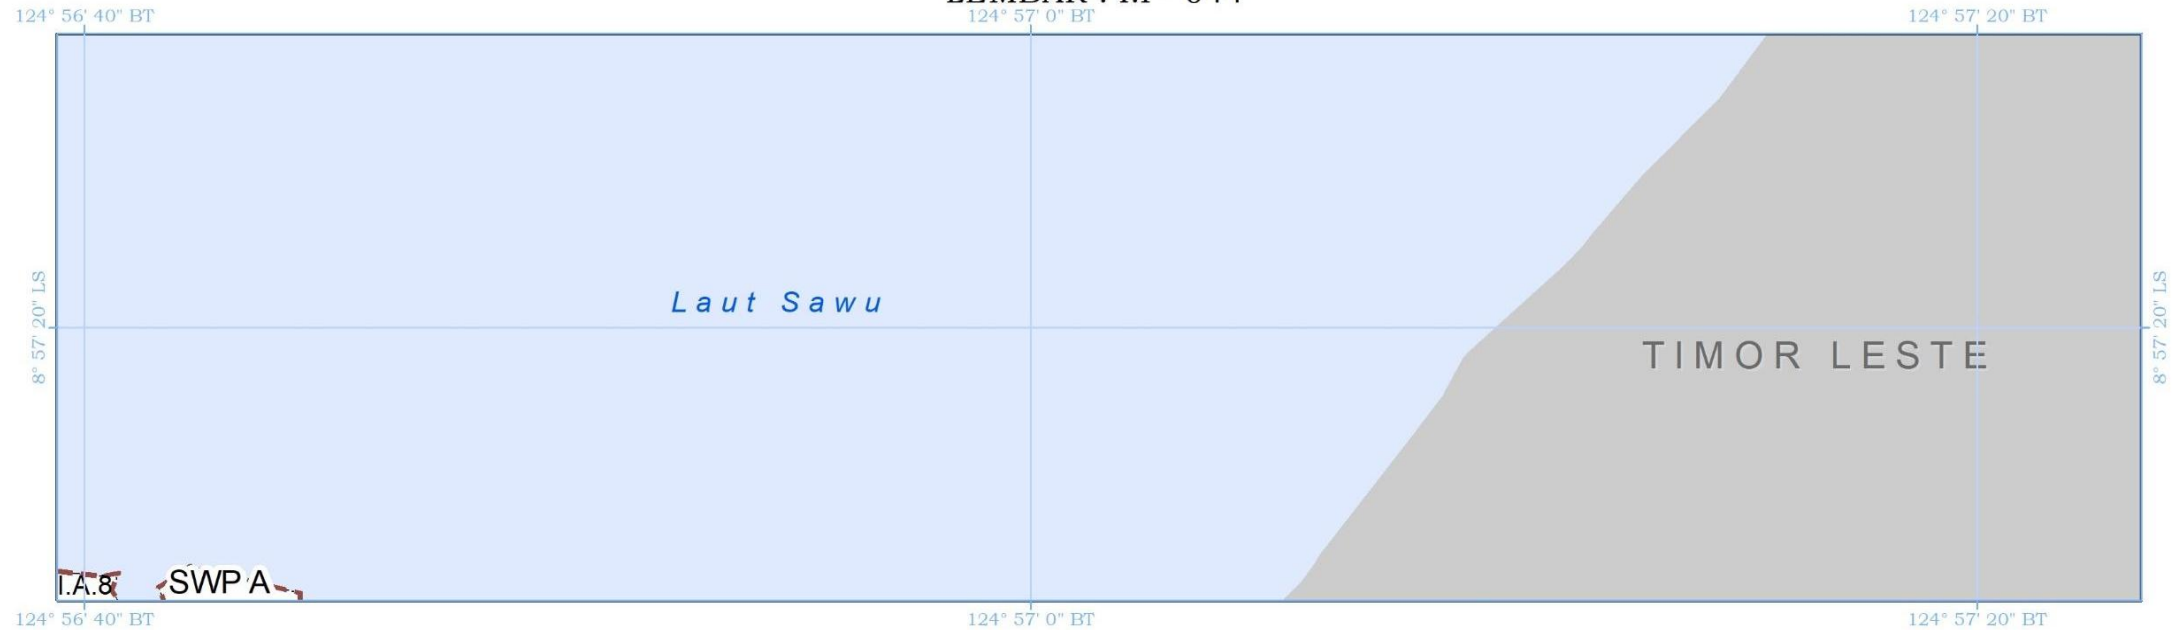 124° 56' 40" BT
124° 57' 0" BT
124° 57' 20" BT
8° 57' 20" LS
Laut Sawu
8° 57' 20" LS
TIMOR LESTE
I.A.8
SWP A
124° 56' 40" BT
124° 57' 0" BT
124° 57' 20" BT